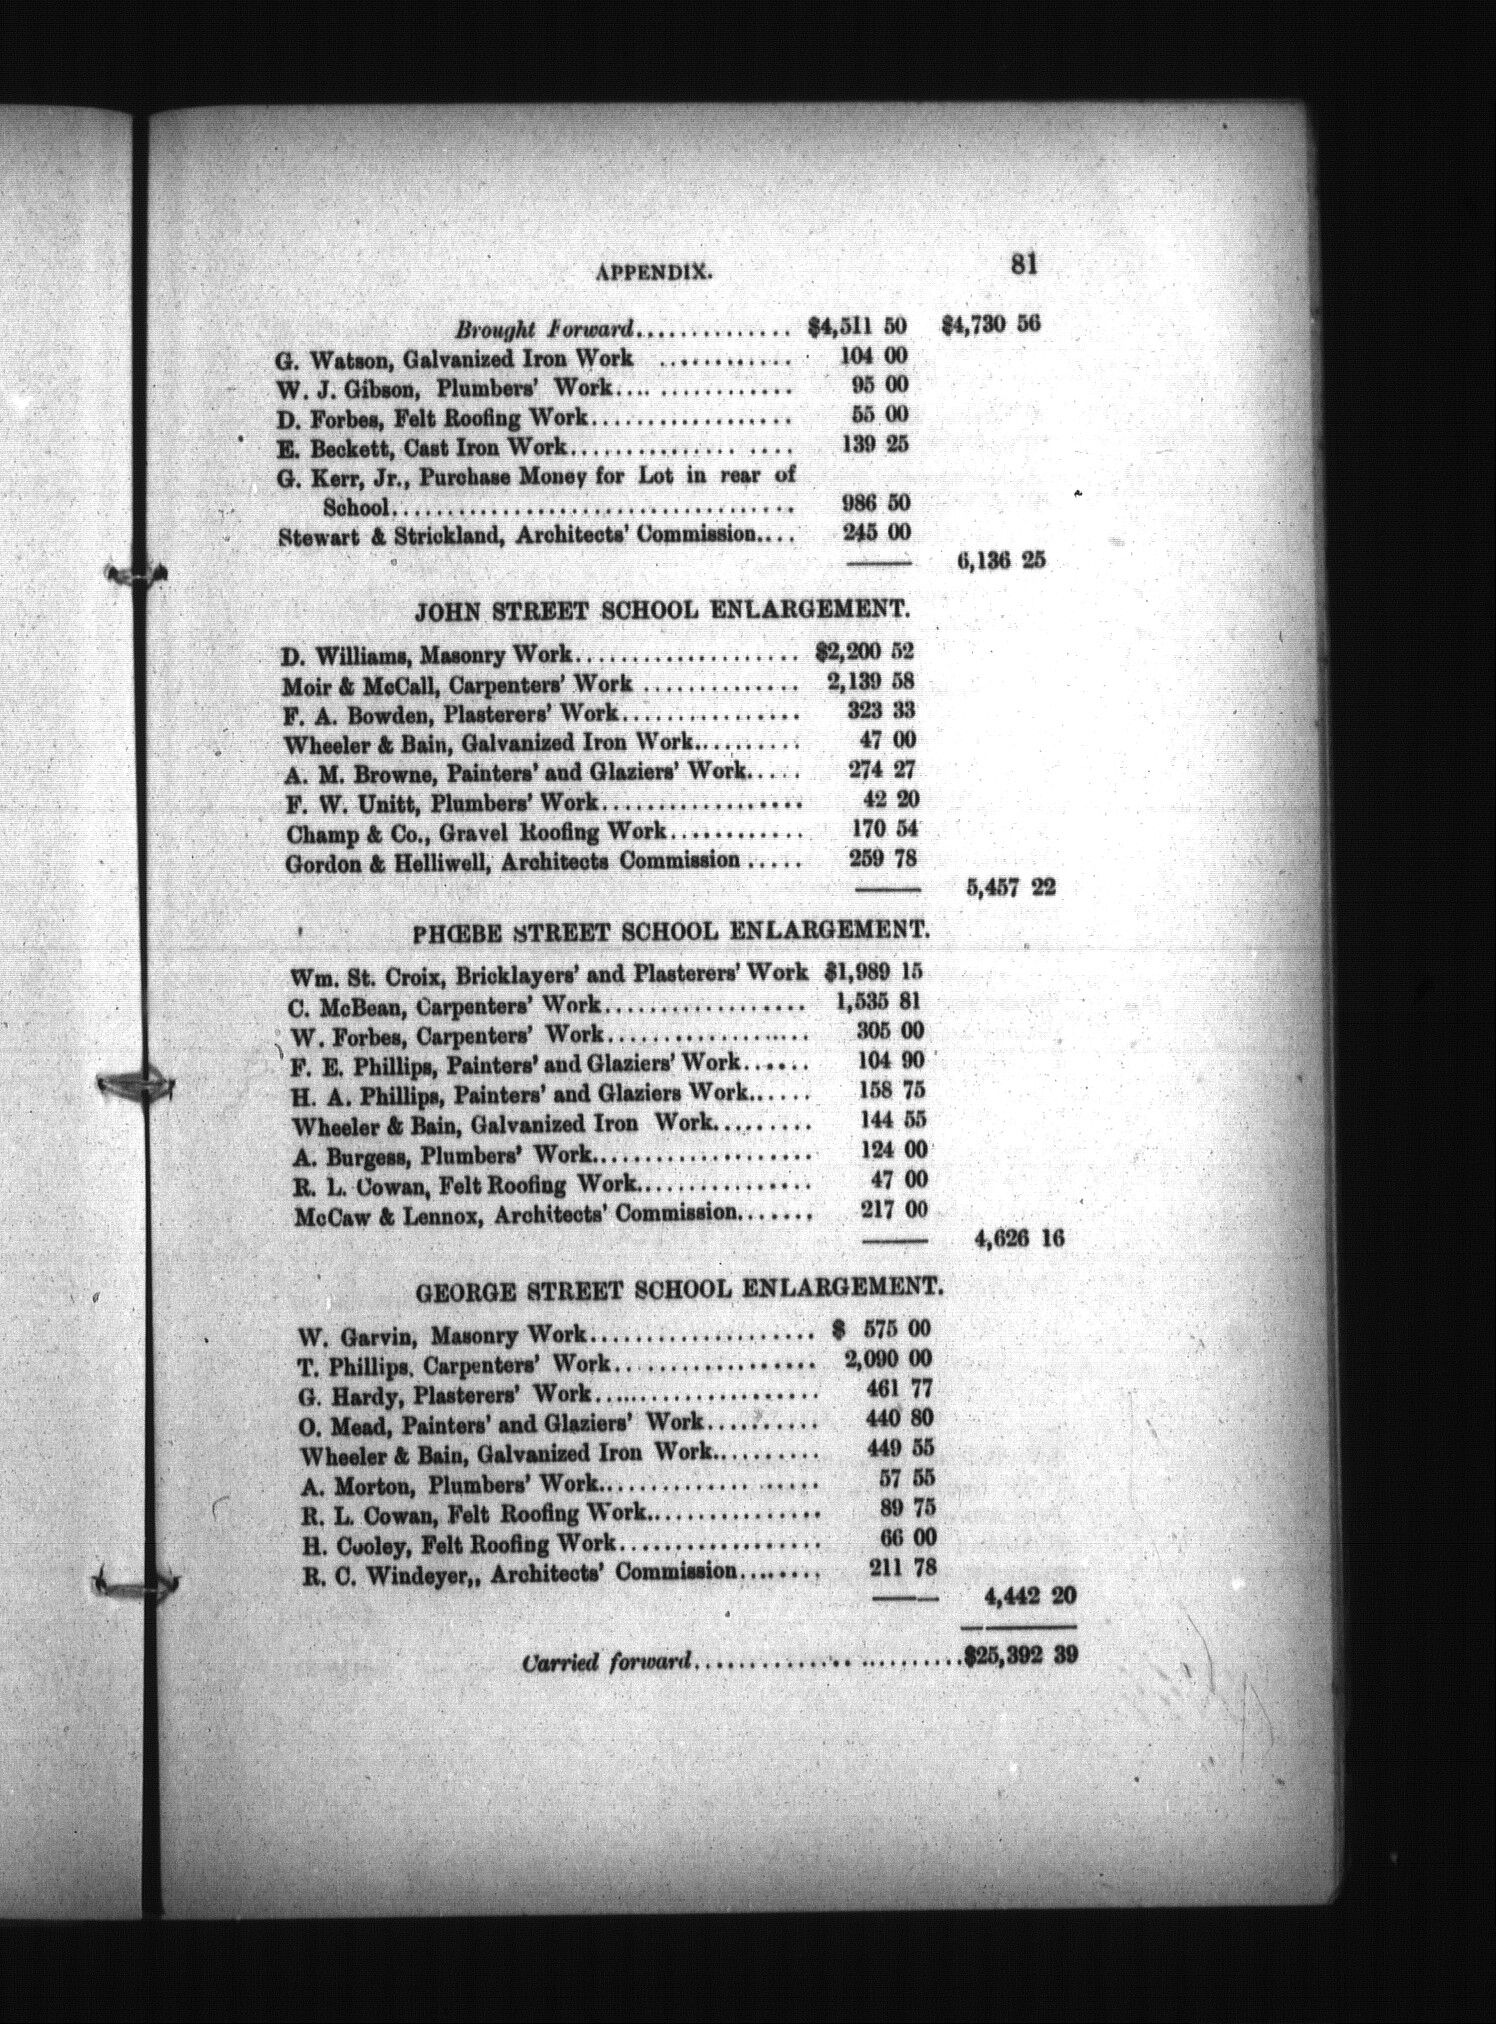 APPENDIX. 81
Brought Forward.............. $4,511 50 $4,730 56
G. Watson, Galvanized Iron Work ............ 104 00
W. J. Gibson, Plumbers' Work.... ............ 95 00
D. Forbes, Felt Roofing Work.................. 55 00
E. Beckett, Cast Iron Work............... .... 139 25
G. Kerr, Jr., Purchase Money for Lot in rear of
School.................................... 986 50
Stewart & Strickland, Architects' Commission.... 245 00
6,136 25
JOHN STREET SCHOOL ENLARGEMENT.
D. Williams, Masonry Work.................... $2,200 52
Moir & McCall, Carpenters' Work .............. 2,139 58
F. A. Bowden, Plasterers' Work................ 323 33
Wheeler & Bain, Galvanized Iron Work.......... 47 00
A. M. Browne, Painters' and Glaziers' Work..... 274 27
F. W. Unitt, Plumbers' Work.................. 42 20
Champ & Co., Gravel Roofing Work............ 170 54
Gordon & Helliwell, Architects Commission ..... 259 78
5,457 22
PHŒBE STREET SCHOOL ENLARGEMENT.
Wm. St. Croix, Bricklayers' and Plasterers' Work $1,989 15
C. McBean, Carpenters' Work.................. 1,535 81
W. Forbes, Carpenters' Work.................. 305 00
F. E. Phillips, Painters' and Glaziers' Work...... 104 90
H. A. Phillips, Painters' and Glaziers Work...... 158 75
Wheeler & Bain, Galvanized Iron Work......... 144 55
A. Burgess, Plumbers' Work.................... 124 00
R. L. Cowan, Felt Roofing Work................ 47 00
McCaw & Lennox, Architects' Commission....... 217 00
4,626 16
GEORGE STREET SCHOOL ENLARGEMENT.
W. Garvin, Masonry Work.................... $ 575 00
T. Phillips. Carpenters' Work.................. 2,090 00
G. Hardy, Plasterers' Work.................... 461 77
O. Mead, Painters' and Glaziers' Work.......... 440 80
Wheeler & Bain, Galvanized Iron Work.......... 449 55
A. Morton, Plumbers' Work.............. ..... 57 55
R. L. Cowan, Felt Roofing Work................ 89 75
H. Cooley, Felt Roofing Work.................. 66 00
R. C. Windeyer,, Architects' Commission........ 211 78
4,442 20
Carried forward.............. .......... $25,392 39